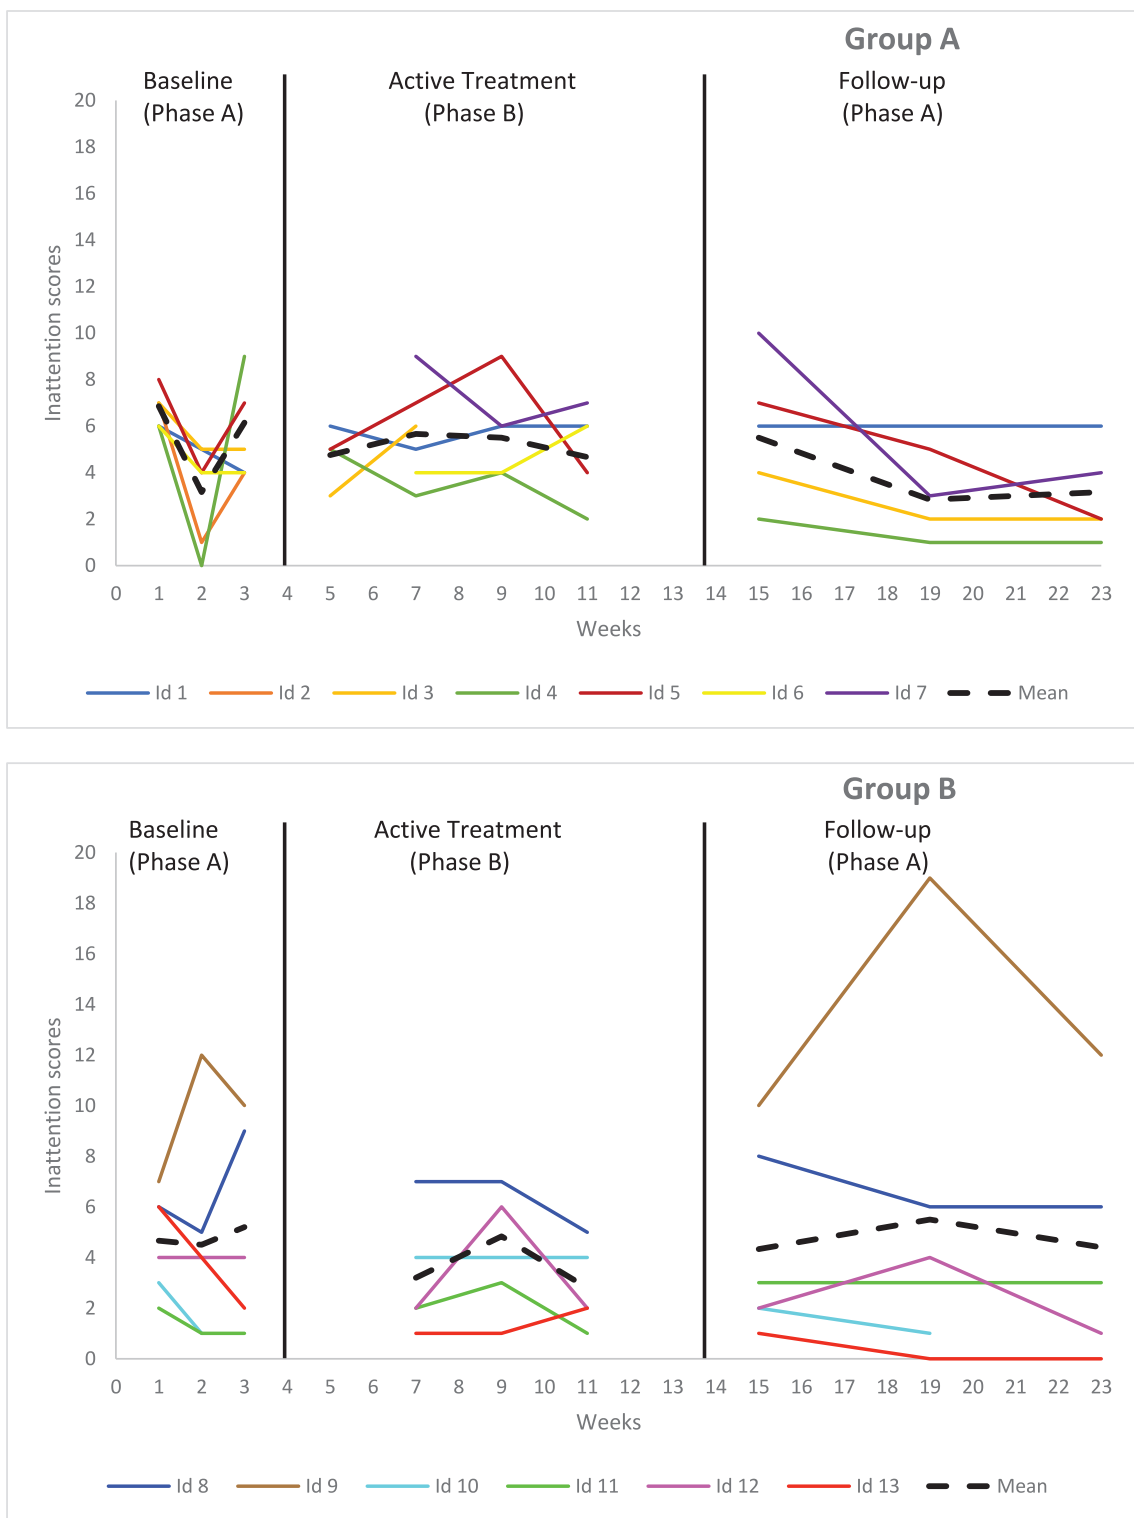 Group A
Baseline
(Phase A)
Active Treatment
(Phase B)
Follow-up
(Phase A)
20
18
16
14
12
10
8
6
4
2
0
Inattention scores
0 1 2 3 4 5 6 7 8 9 10 11 12 13 14 15 16 17 18 19 20 21 22 23
Weeks
Id 1 Id 2 Id 3 Id 4 Id 5 Id 6 Id 7 Mean
Group B
Baseline
(Phase A)
Active Treatment
(Phase B)
Follow-up
(Phase A)
20
18
16
14
12
10
8
6
4
2
0
Inattention scores
0 1 2 3 4 5 6 7 8 9 10 11 12 13 14 15 16 17 18 19 20 21 22 23
Weeks
Id 8 Id 9 Id 10 Id 11 Id 12 Id 13 Mean